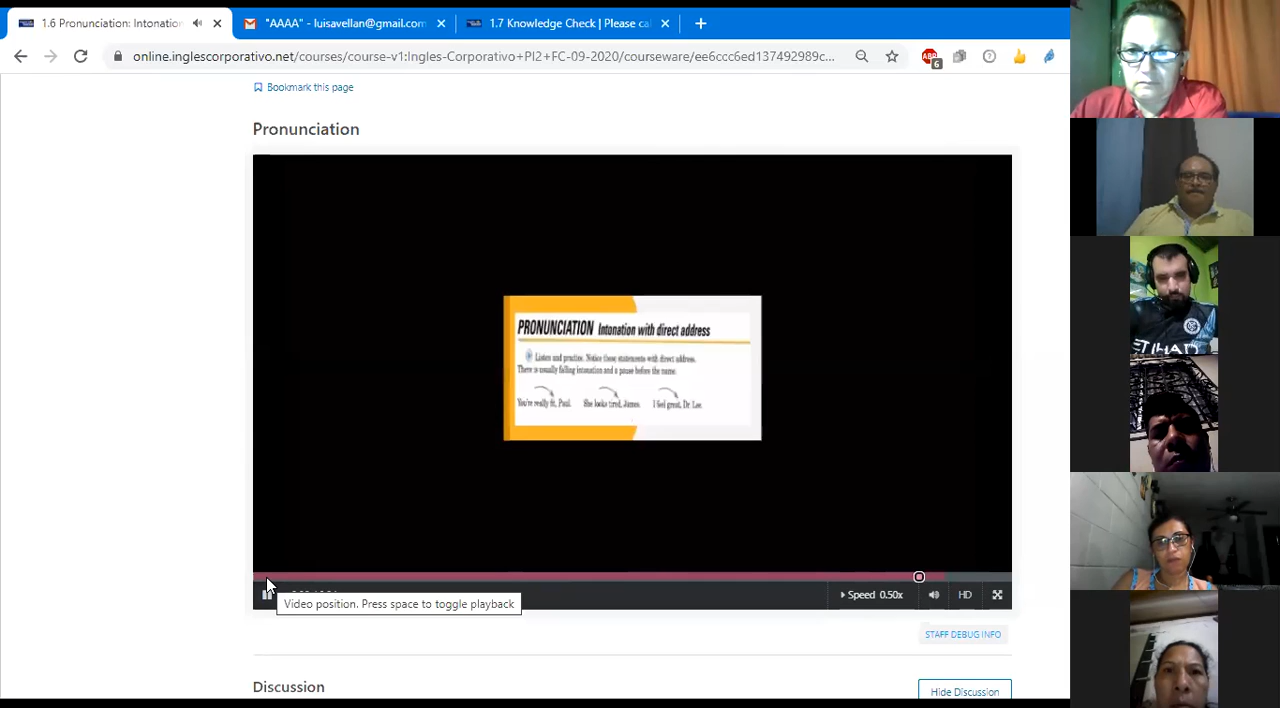 1.6 Pronunciation: Intonation
"AAAA" - luisavellan@gmail.com
1.7 Knowledge Check | Please ca
online.inglescorporativo.net/courses/course-v1:Ingles_Corporativo+PI2+FC-09-2020/courseware/ee6ccc6ed137492989c...
6
Bookmark this page
Pronunciation
PRONUNCIATION Intonation with direct address
Listen and practice. Notice these statements with direct address.
There is usually falling intonation and a pause before the name.
You're really fit, Paul. She looks tired, James. I feel great, Dr. Lee.
Speed 0.50x
HD
Video position. Press space to toggle playback
STAFF DEBUG INFO
Discussion
Hide Discussion
ETIHAD